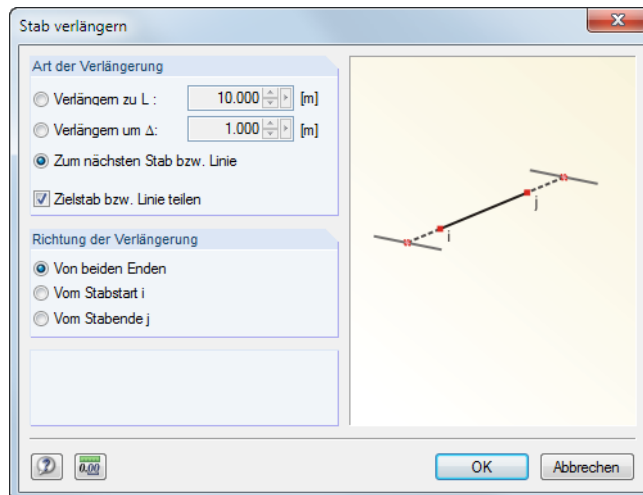 Stab verlängern
Art der Verlängerung
Verlängern zu L : 10.000 [m]
Verlängern um Δ: 1.000 [m]
Zum nächsten Stab bzw. Linie
Zielstab bzw. Linie teilen
Richtung der Verlängerung
Von beiden Enden
Vom Stabstart i
Vom Stabende j
j
i
0.00
OK
Abbrechen